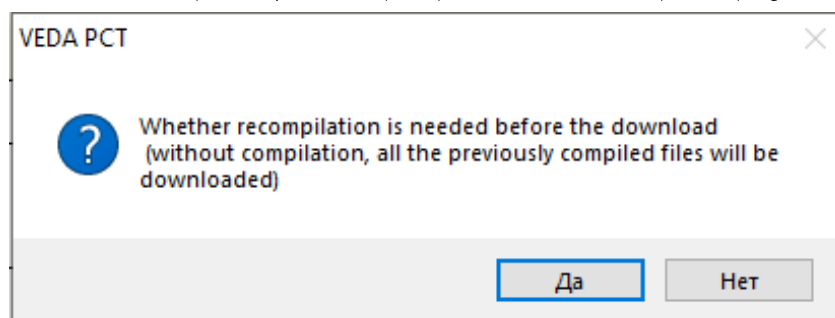 VEDA PCT
Whether recompilation is needed before the download
(without compilation, all the previously compiled files will be
downloaded)
Да
Нет